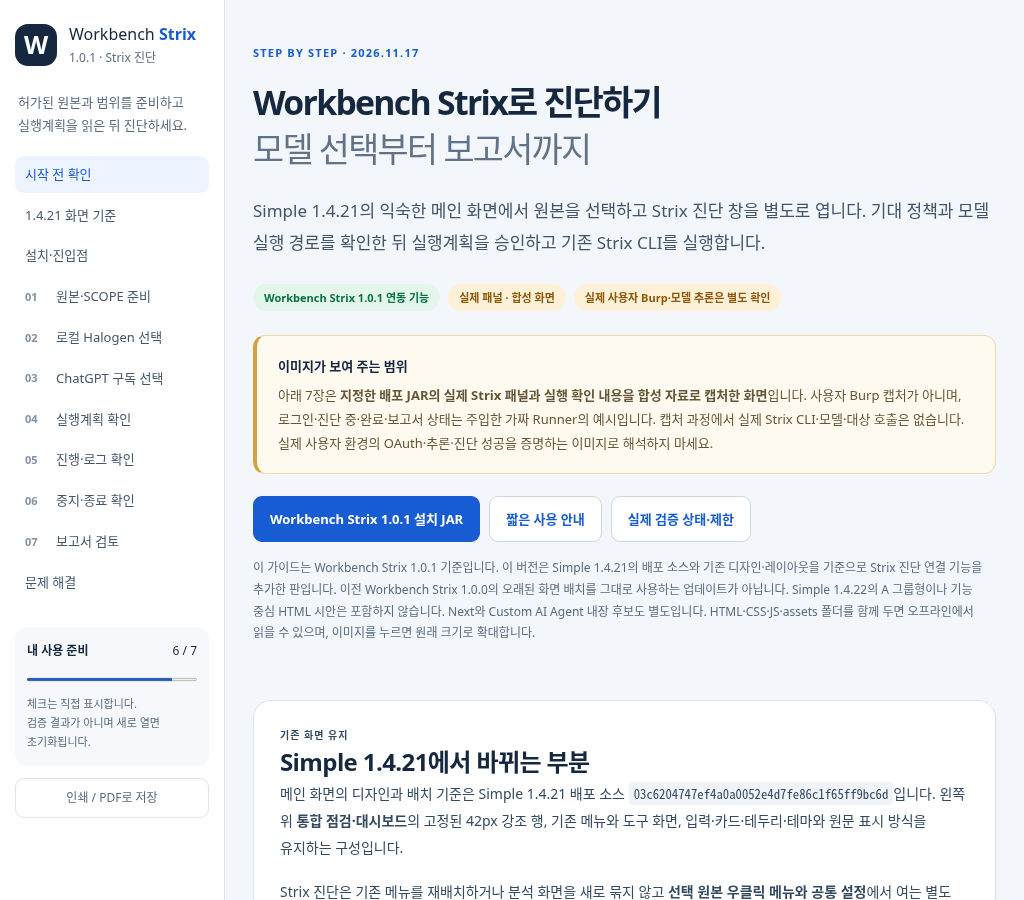 W
Workbench Strix
1.0.1 · Strix 진단
허가된 원본과 범위를 준비하고
실행계획을 읽은 뒤 진단하세요.
시작 전 확인
1.4.21 화면 기준
설치·진입점
01 원본·SCOPE 준비
02 로컬 Halogen 선택
03 ChatGPT 구독 선택
04 실행계획 확인
05 진행·로그 확인
06 중지·종료 확인
07 보고서 검토
문제 해결
내 사용 준비 6 / 7
체크는 직접 표시합니다.
검증 결과가 아니며 새로 열면
초기화됩니다.
인쇄 / PDF로 저장
STEP BY STEP · 2026.11.17
Workbench Strix로 진단하기
모델 선택부터 보고서까지
Simple 1.4.21의 익숙한 메인 화면에서 원본을 선택하고 Strix 진단 창을 별도로 엽니다. 기대 정책과 모델
실행 경로를 확인한 뒤 실행계획을 승인하고 기존 Strix CLI를 실행합니다.
Workbench Strix 1.0.1 연동 기능
실제 패널 · 합성 화면
실제 사용자 Burp·모델 추론은 별도 확인
이미지가 보여 주는 범위
아래 7장은 지정한 배포 JAR의 실제 Strix 패널과 실행 확인 내용을 합성 자료로 캡처한 화면입니다. 사용자 Burp 캡처가 아니며,
로그인·진단 중·완료·보고서 상태는 주입한 가짜 Runner의 예시입니다. 캡처 과정에서 실제 Strix CLI·모델·대상 호출은 없습니다.
실제 사용자 환경의 OAuth·추론·진단 성공을 증명하는 이미지로 해석하지 마세요.
Workbench Strix 1.0.1 설치 JAR
짧은 사용 안내
실제 검증 상태·제한
이 가이드는 Workbench Strix 1.0.1 기준입니다. 이 버전은 Simple 1.4.21의 배포 소스와 기존 디자인·레이아웃을 기준으로 Strix 진단 연결 기능을
추가한 판입니다. 이전 Workbench Strix 1.0.0의 오래된 화면 배치를 그대로 사용하는 업데이트가 아닙니다. Simple 1.4.22의 A 그룹형이나 기능
중심 HTML 시안은 포함하지 않습니다. Next와 Custom AI Agent 내장 후보도 별도입니다. HTML·CSS·JS·assets 폴더를 함께 두면 오프라인에서
읽을 수 있으며, 이미지를 누르면 원래 크기로 확대합니다.
기존 화면 유지
Simple 1.4.21에서 바뀌는 부분
메인 화면의 디자인과 배치 기준은 Simple 1.4.21 배포 소스 03c6204747ef4a0a0052e4d7fe86c1f65ff9bc6d 입니다. 왼쪽
위 통합 점검·대시보드의 고정된 42px 강조 행, 기존 메뉴와 도구 화면, 입력·카드·테두리·테마와 원문 표시 방식을
유지하는 구성입니다.
Strix 진단은 기존 메뉴를 재배치하거나 분석 화면을 새로 묶지 않고 선택 원본 우클릭 메뉴와 공통 설정에서 여는 별도